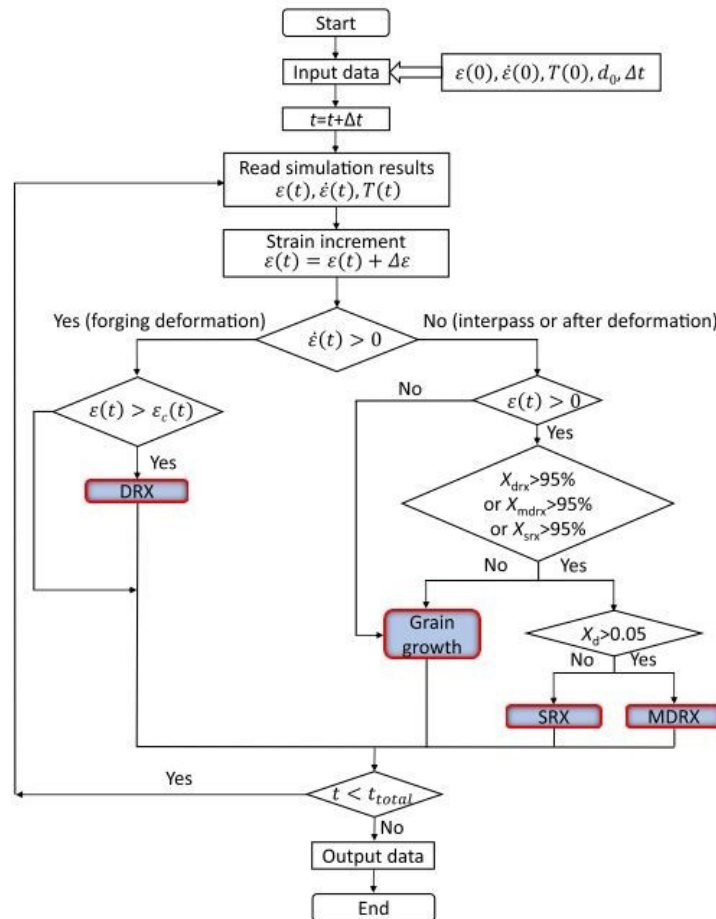 Start
Input data
ε(0), ε̇(0), T(0), d₀, Δt
t=t+Δt
Read simulation results
ε(t), ε̇(t), T(t)
Strain increment
ε(t) = ε(t) + Δε
Yes (forging deformation)
ε̇(t) > 0
No (interpass or after deformation)
ε(t) > ε_c(t)
No
ε(t) > 0
Yes
Yes
DRX
X_drx>95%
or X_mdrx>95%
or X_srx>95%
No
Yes
Grain
growth
X_d>0.05
No
Yes
SRX
MDRX
Yes
t < t_total
No
Output data
End